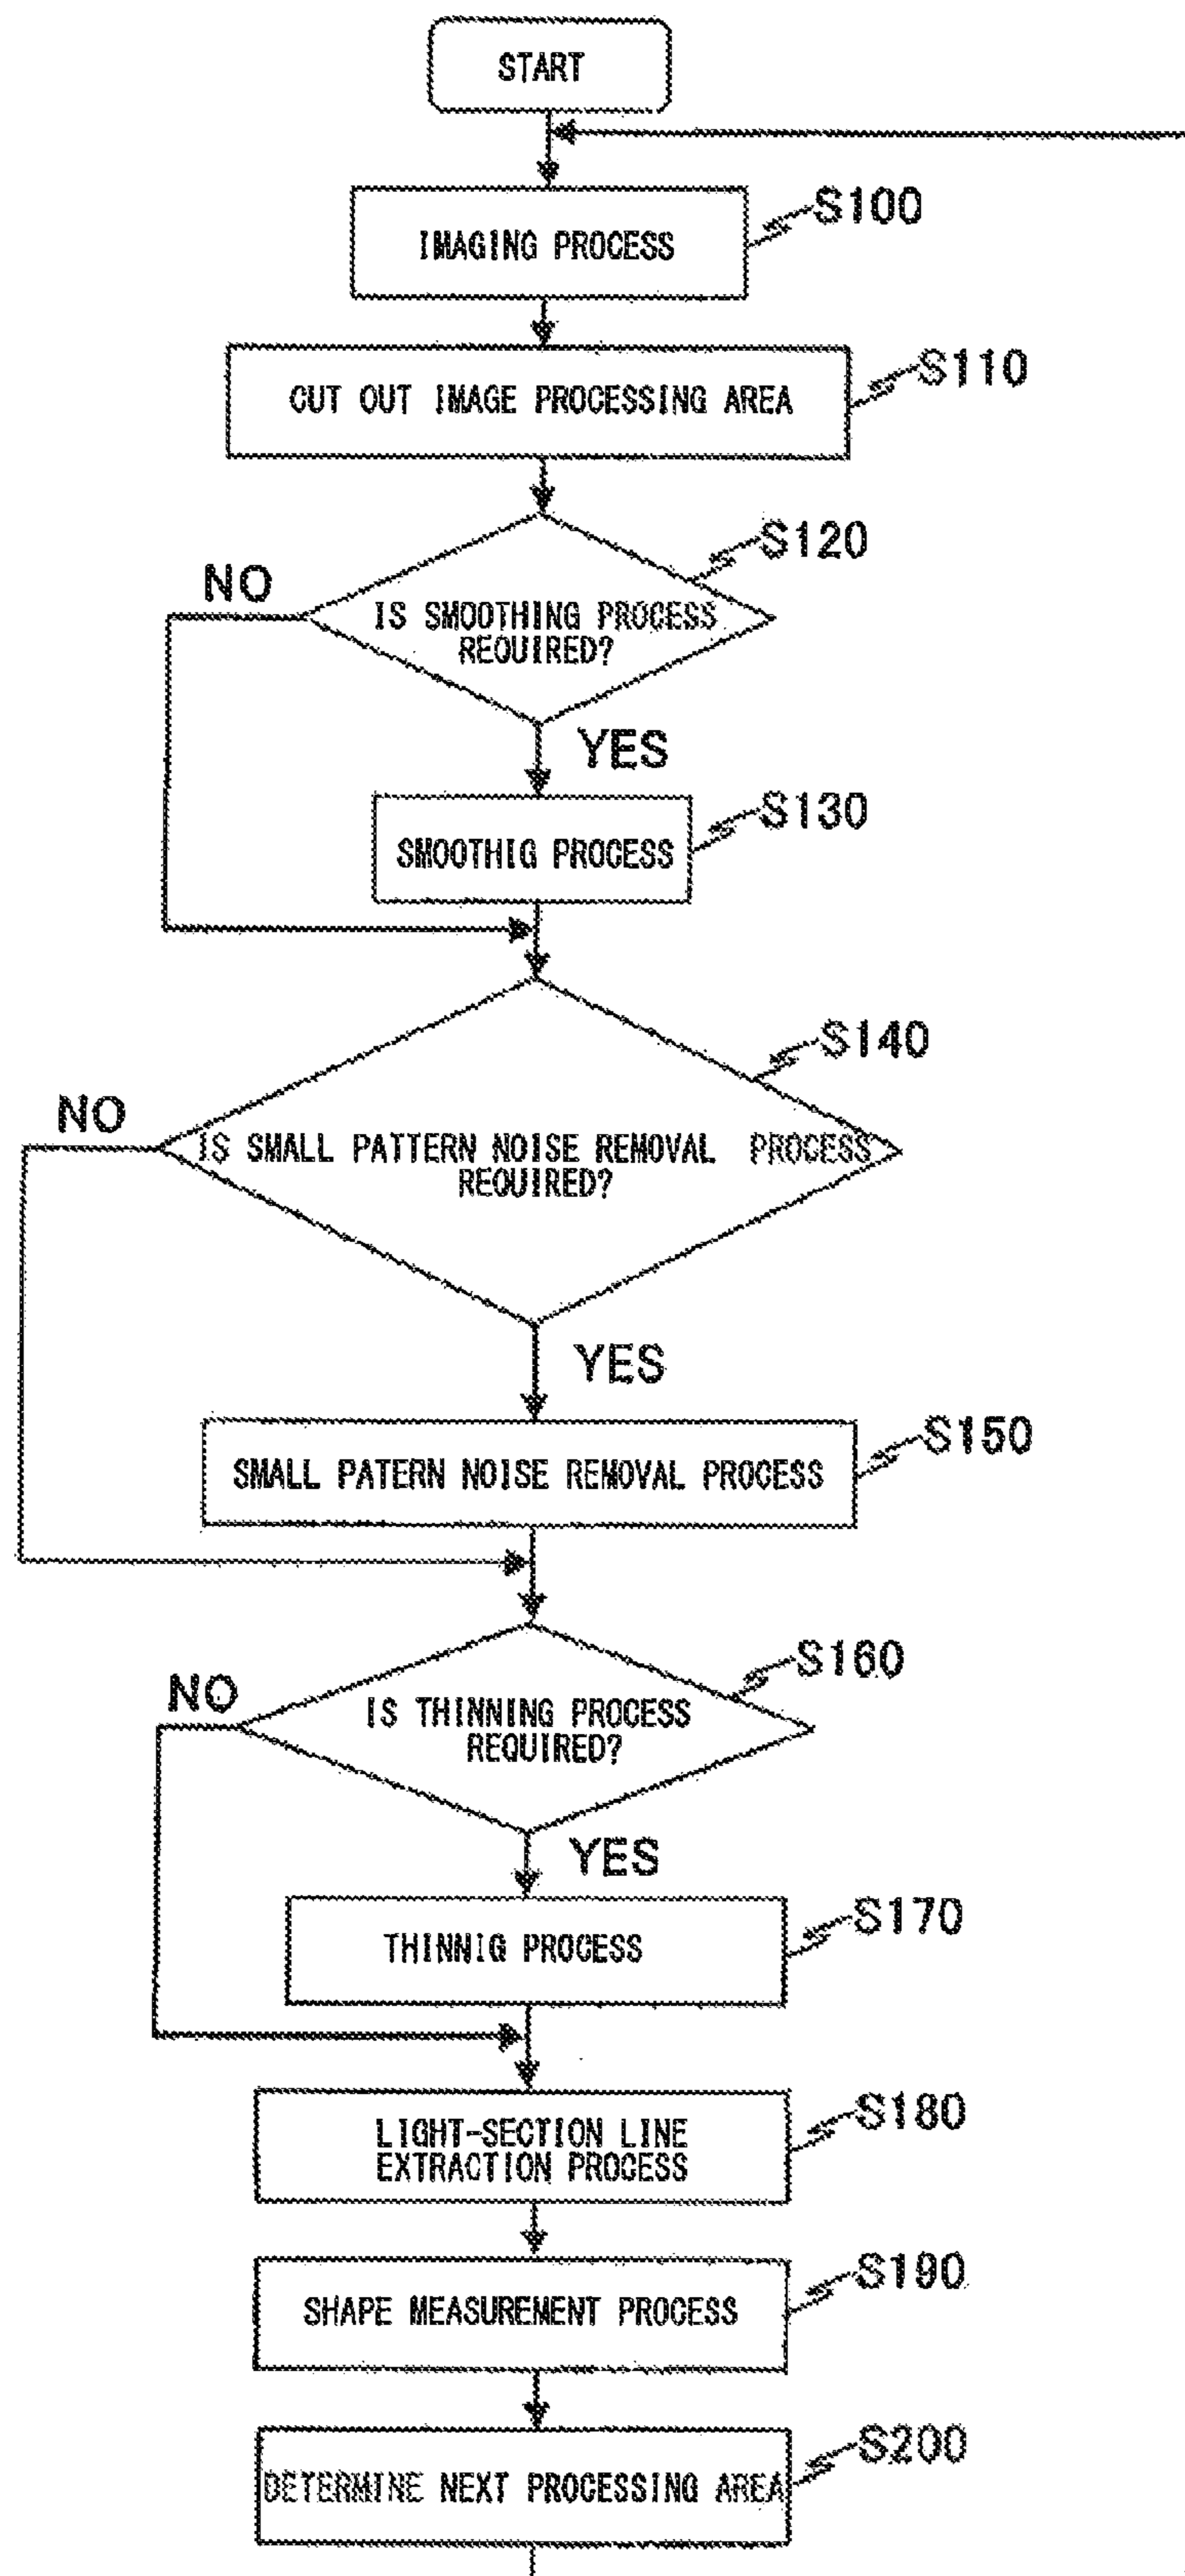 START
IMAGING PROCESS
S100
CUT OUT IMAGE PROCESSING AREA
S110
S120
NO
IS SMOOTHING PROCESS
REQUIRED?
YES
S130
SMOOTHIG PROCESS
S140
NO
IS SMALL PATTERN NOISE REMOVAL PROCESS
REQUIRED?
YES
S150
SMALL PATERN NOISE REMOVAL PROCESS
S160
NO
IS THINNING PROCESS
REQUIRED?
YES
S170
THINNIG PROCESS
S180
LIGHT-SECTION LINE
EXTRACTION PROCESS
S190
SHAPE MEASUREMENT PROCESS
S200
DETERMINE NEXT PROCESSING AREA